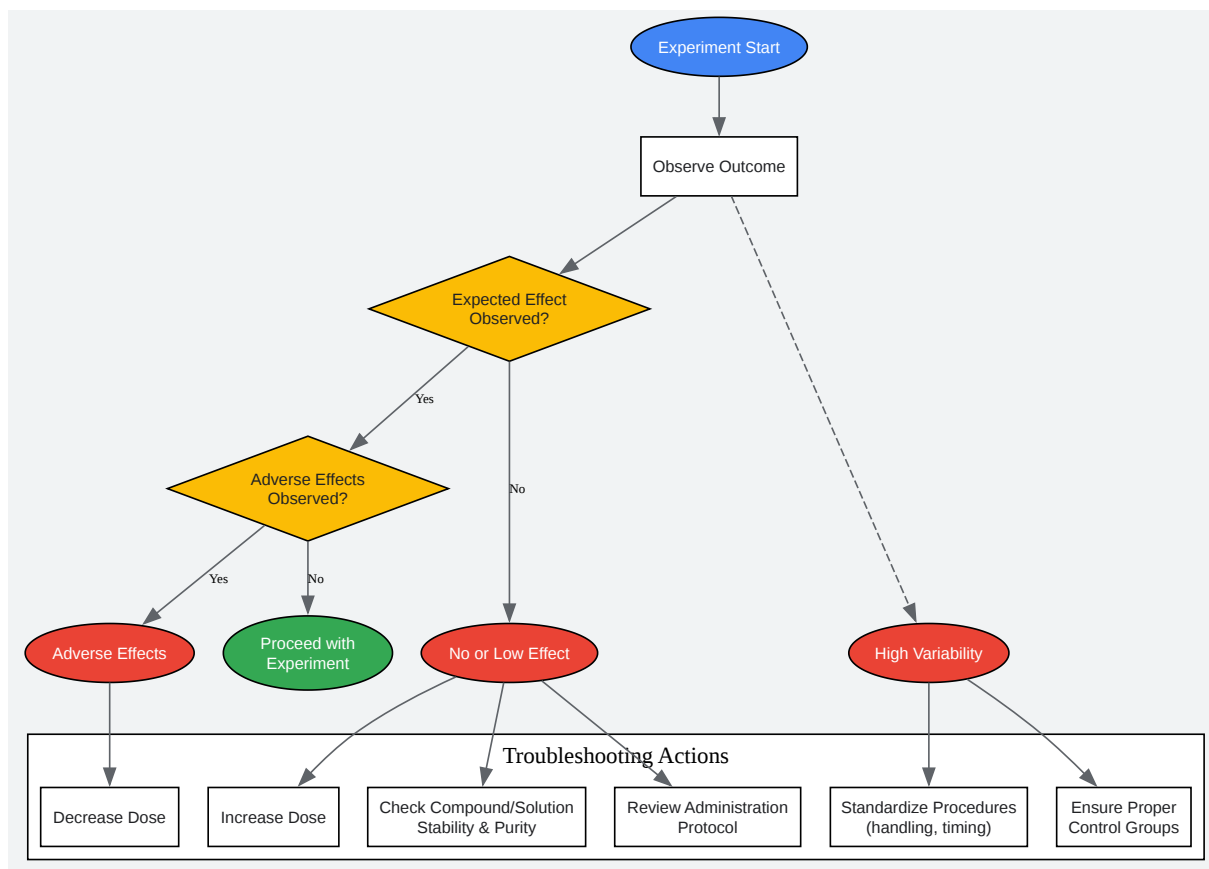 Experiment Start
Observe Outcome
Expected Effect
Observed?
Yes
Adverse Effects
Observed?
No
Yes
No
Adverse Effects
Proceed with
Experiment
No or Low Effect
High Variability
Troubleshooting Actions
Decrease Dose
Increase Dose
Check Compound/Solution
Stability & Purity
Review Administration
Protocol
Standardize Procedures
(handling, timing)
Ensure Proper
Control Groups